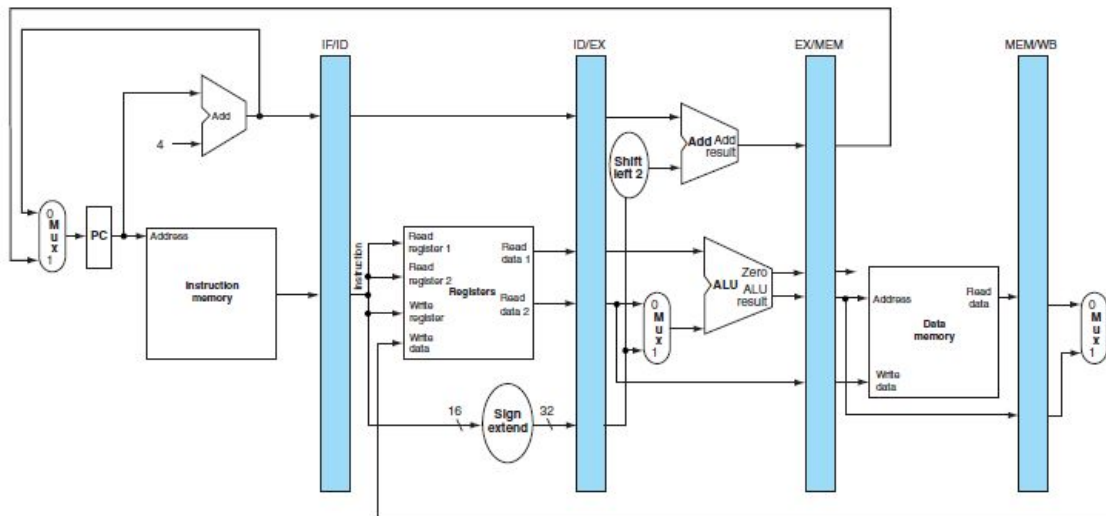 IF/ID
ID/EX
EX/MEM
MEM/WB
Add
4
Shift
left 2
Add Add
result
0
M
u
x
1
PC
Address
Instruction
memory
Instruction
Read
register 1
Read
register 2
Write
register
Write
data
Registers
Read
data 1
Read
data 2
0
M
u
x
1
Zero
ALU ALU
result
Address
Read
data
Data
memory
Write
data
0
M
u
x
1
16
Sign
extend
32